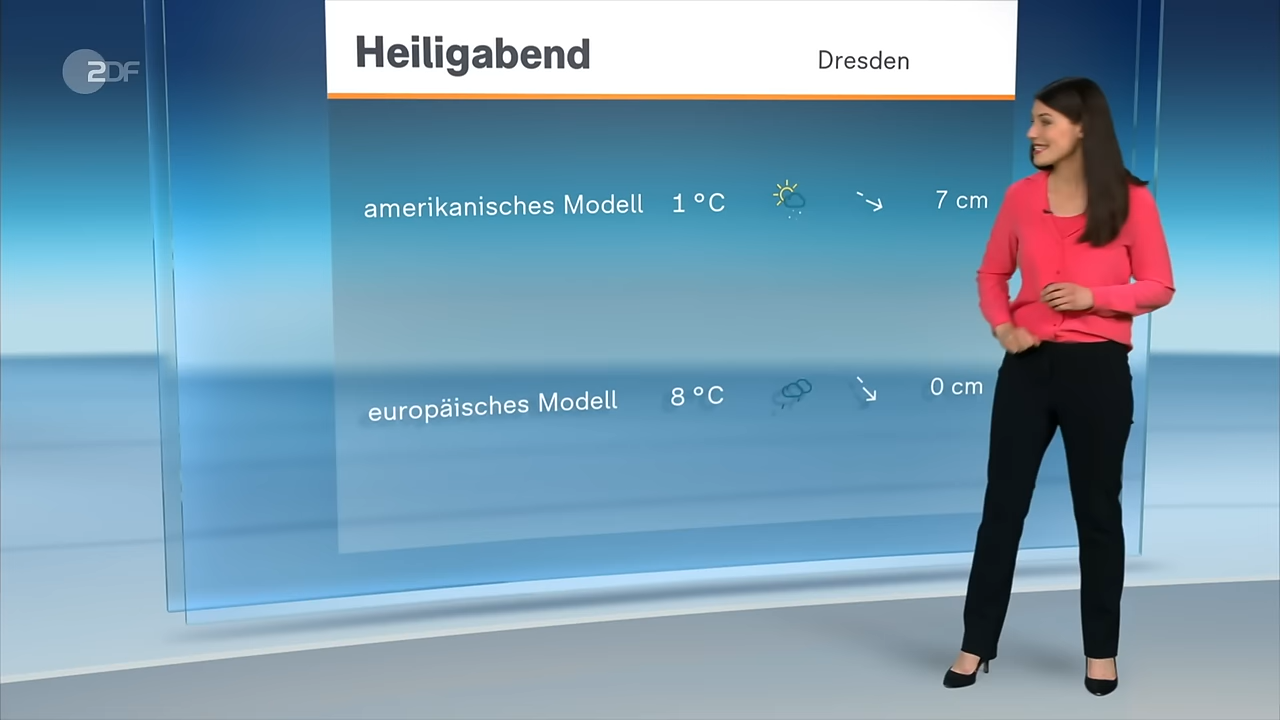 ZDF
Heiligabend
Dresden
amerikanisches Modell 1 °C 7 cm
europäisches Modell 8 °C 0 cm